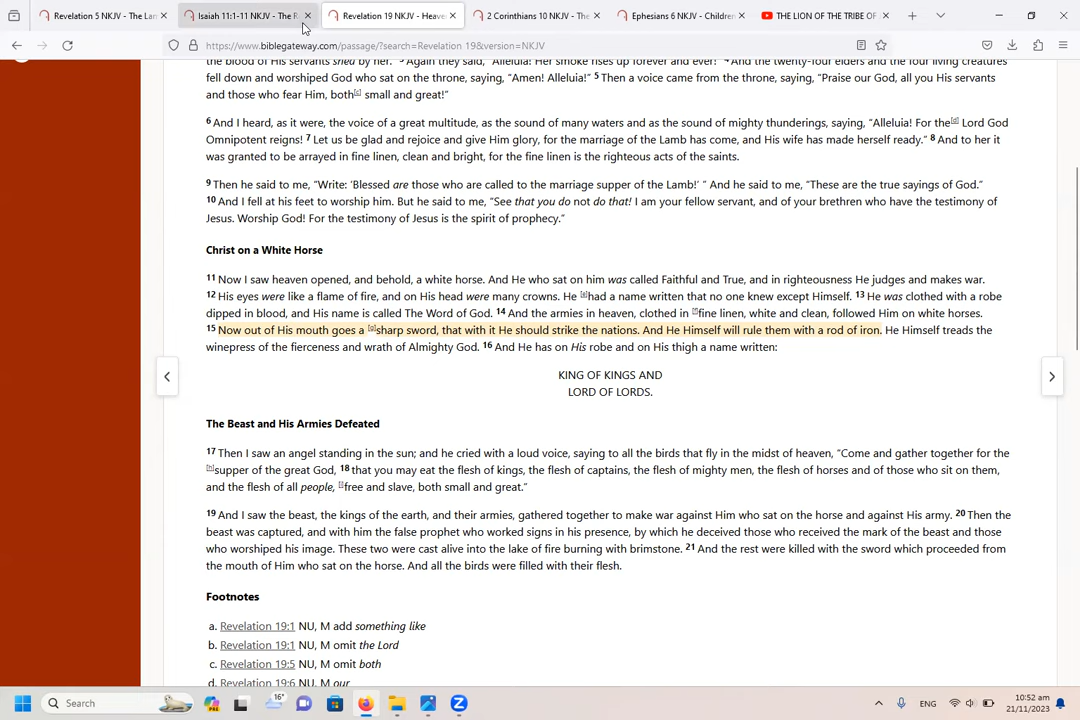 Revelation 5 NKJV - The Lam
Isaiah 11:1-11 NKJV - The R
Revelation 19 NKJV - Heave
2 Corinthians 10 NKJV - The
Ephesians 6 NKJV - Children
THE LION OF THE TRIBE OF
https://www.biblegateway.com/passage/?search=Revelation 19&version=NKJV
the blood of His servants shed by her.” 3 Again they said, “Alleluia! Her smoke rises up forever and ever!” 4 And the twenty-four elders and the four living creatures
fell down and worshiped God who sat on the throne, saying, “Amen! Alleluia!” 5 Then a voice came from the throne, saying, “Praise our God, all you His servants
and those who fear Him, both[c] small and great!”
6 And I heard, as it were, the voice of a great multitude, as the sound of many waters and as the sound of mighty thunderings, saying, “Alleluia! For the[d] Lord God
Omnipotent reigns! 7 Let us be glad and rejoice and give Him glory, for the marriage of the Lamb has come, and His wife has made herself ready.” 8 And to her it
was granted to be arrayed in fine linen, clean and bright, for the fine linen is the righteous acts of the saints.
9 Then he said to me, “Write: ‘Blessed are those who are called to the marriage supper of the Lamb!’ ” And he said to me, “These are the true sayings of God.”
10 And I fell at his feet to worship him. But he said to me, “See that you do not do that! I am your fellow servant, and of your brethren who have the testimony of
Jesus. Worship God! For the testimony of Jesus is the spirit of prophecy.”
Christ on a White Horse
11 Now I saw heaven opened, and behold, a white horse. And He who sat on him was called Faithful and True, and in righteousness He judges and makes war.
12 His eyes were like a flame of fire, and on His head were many crowns. He [e]had a name written that no one knew except Himself. 13 He was clothed with a robe
dipped in blood, and His name is called The Word of God. 14 And the armies in heaven, clothed in [f]fine linen, white and clean, followed Him on white horses.
15 Now out of His mouth goes a [g]sharp sword, that with it He should strike the nations. And He Himself will rule them with a rod of iron. He Himself treads the
winepress of the fierceness and wrath of Almighty God. 16 And He has on His robe and on His thigh a name written:
KING OF KINGS AND
LORD OF LORDS.
The Beast and His Armies Defeated
17 Then I saw an angel standing in the sun; and he cried with a loud voice, saying to all the birds that fly in the midst of heaven, “Come and gather together for the
[h]supper of the great God, 18 that you may eat the flesh of kings, the flesh of captains, the flesh of mighty men, the flesh of horses and of those who sit on them,
and the flesh of all people, [i]free and slave, both small and great.”
19 And I saw the beast, the kings of the earth, and their armies, gathered together to make war against Him who sat on the horse and against His army. 20 Then the
beast was captured, and with him the false prophet who worked signs in his presence, by which he deceived those who received the mark of the beast and those
who worshiped his image. These two were cast alive into the lake of fire burning with brimstone. 21 And the rest were killed with the sword which proceeded from
the mouth of Him who sat on the horse. And all the birds were filled with their flesh.
Footnotes
a. Revelation 19:1 NU, M add something like
b. Revelation 19:1 NU, M omit the Lord
c. Revelation 19:5 NU, M omit both
d. Revelation 19:6 NU, M our
Search
16°
ENG
10:52 am
21/11/2023